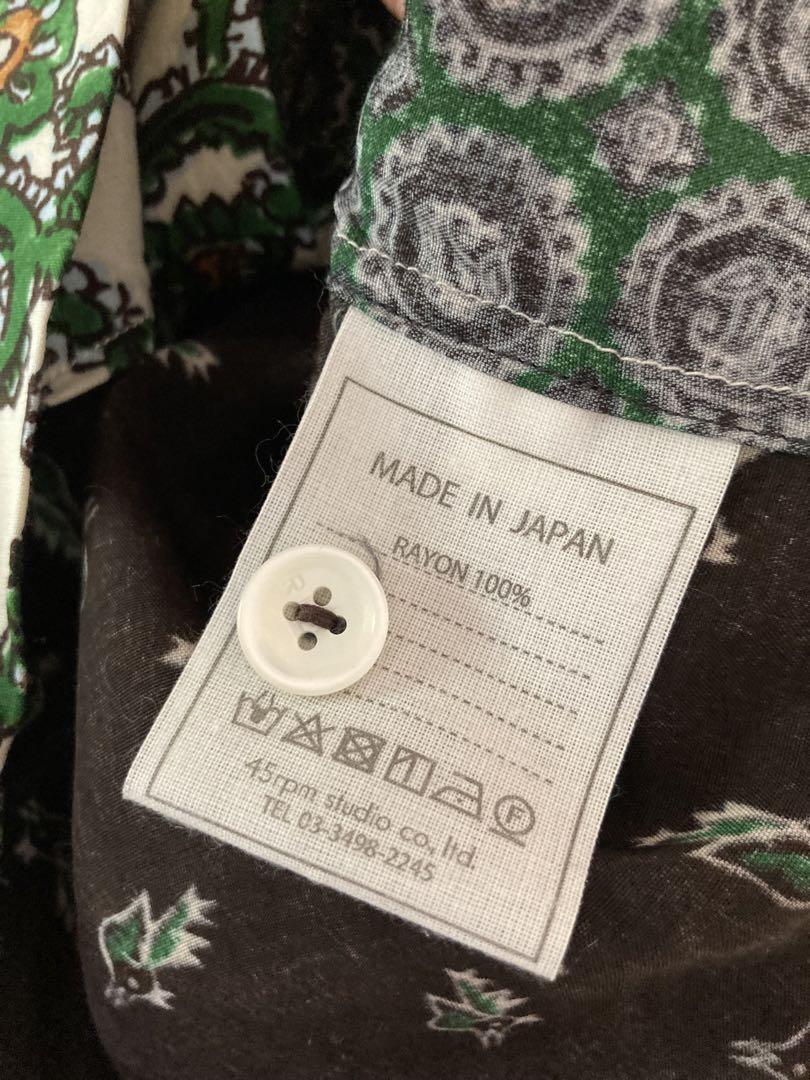 MADE IN JAPAN
RAYON 100%
F
45rpm studio co., ltd.
TEL 03-3498-2245